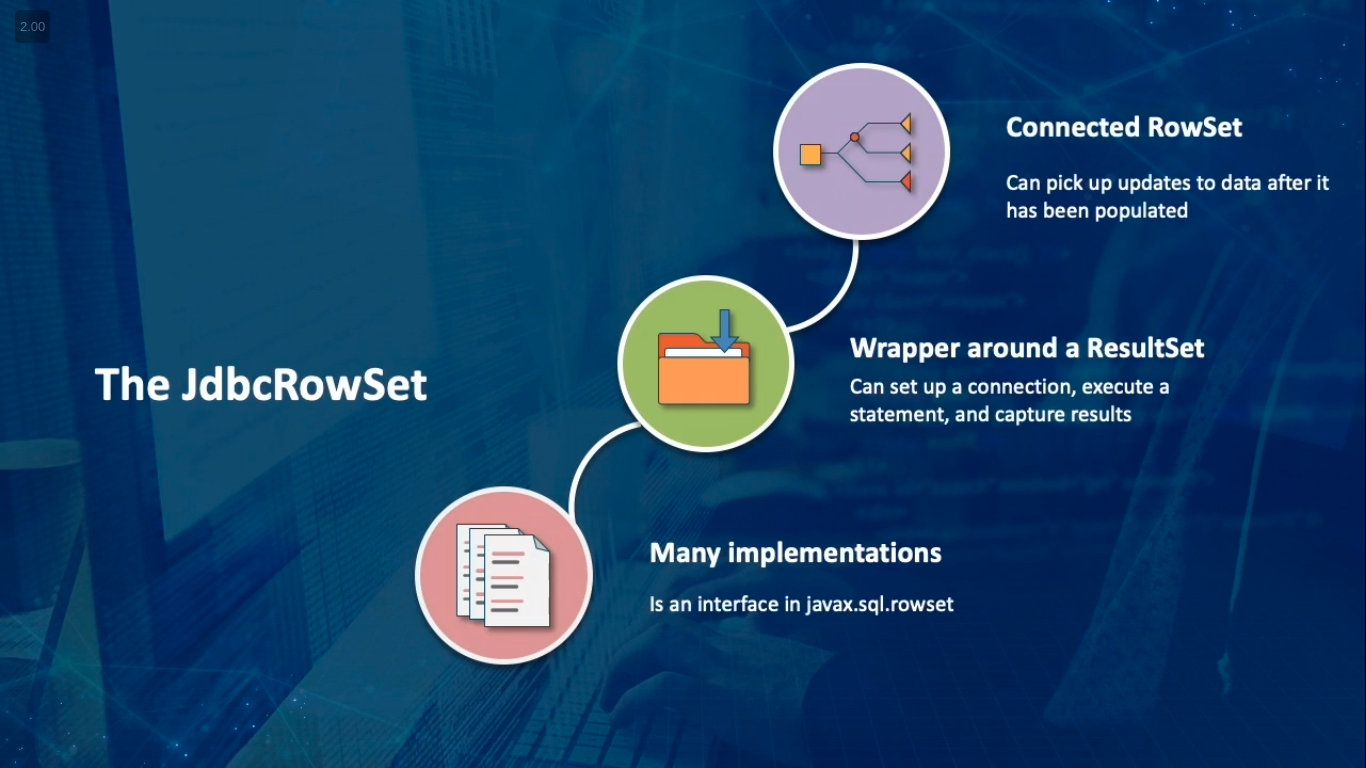 2.00
Connected RowSet
Can pick up updates to data after it
has been populated
Wrapper around a ResultSet
Can set up a connection, execute a
statement, and capture results
The JdbcRowSet
Many implementations
Is an interface in javax.sql.rowset